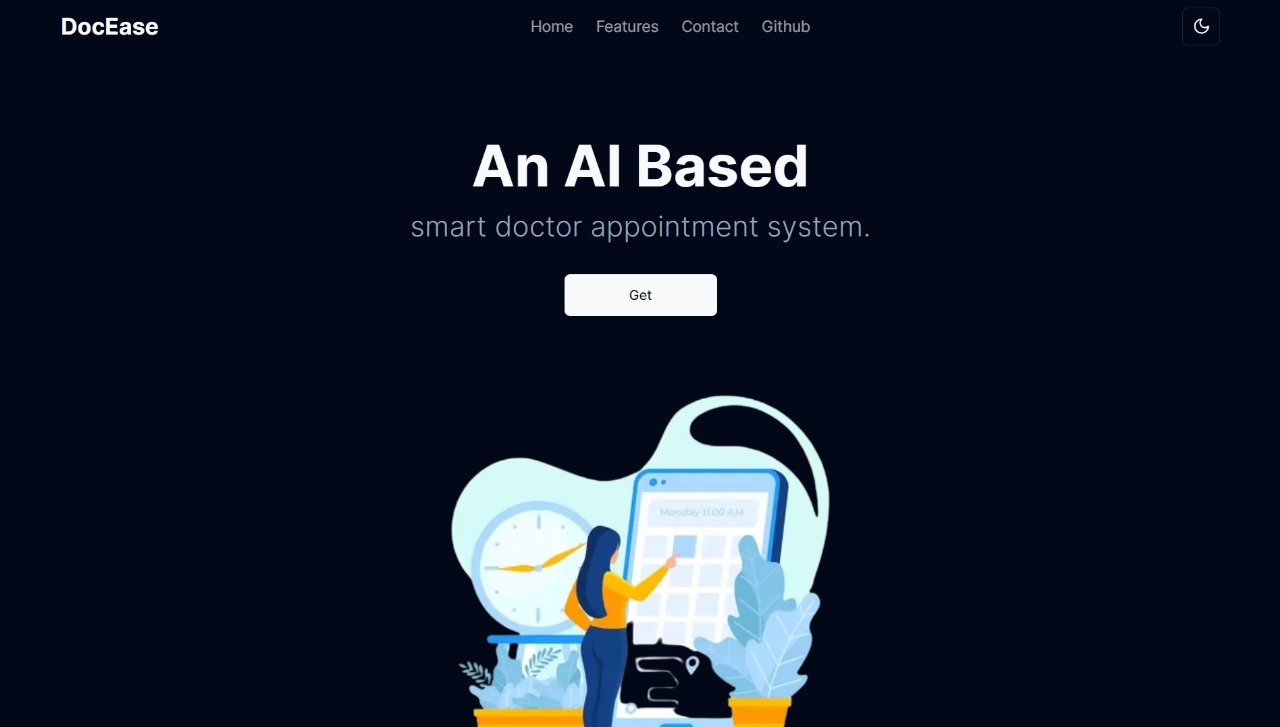 DocEase
Home Features Contact Github
An AI Based
smart doctor appointment system.
Get
Monday 11.00 AM